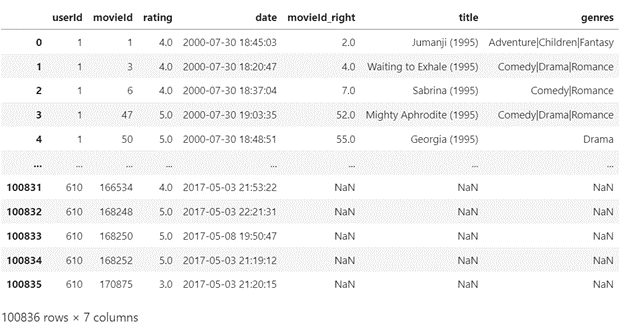 userId movieId rating date movieId_right title genres
0 1 1 4.0 2000-07-30 18:45:03 2.0 Jumanji (1995) Adventure|Children|Fantasy
1 1 3 4.0 2000-07-30 18:20:47 4.0 Waiting to Exhale (1995) Comedy|Drama|Romance
2 1 6 4.0 2000-07-30 18:37:04 7.0 Sabrina (1995) Comedy|Romance
3 1 47 5.0 2000-07-30 19:03:35 52.0 Mighty Aphrodite (1995) Comedy|Drama|Romance
4 1 50 5.0 2000-07-30 18:48:51 55.0 Georgia (1995) Drama
... ... ... ... ... ... ... ...
100831 610 166534 4.0 2017-05-03 21:53:22 NaN NaN NaN
100832 610 168248 5.0 2017-05-03 22:21:31 NaN NaN NaN
100833 610 168250 5.0 2017-05-08 19:50:47 NaN NaN NaN
100834 610 168252 5.0 2017-05-03 21:19:12 NaN NaN NaN
100835 610 170875 3.0 2017-05-03 21:20:15 NaN NaN NaN
100836 rows × 7 columns